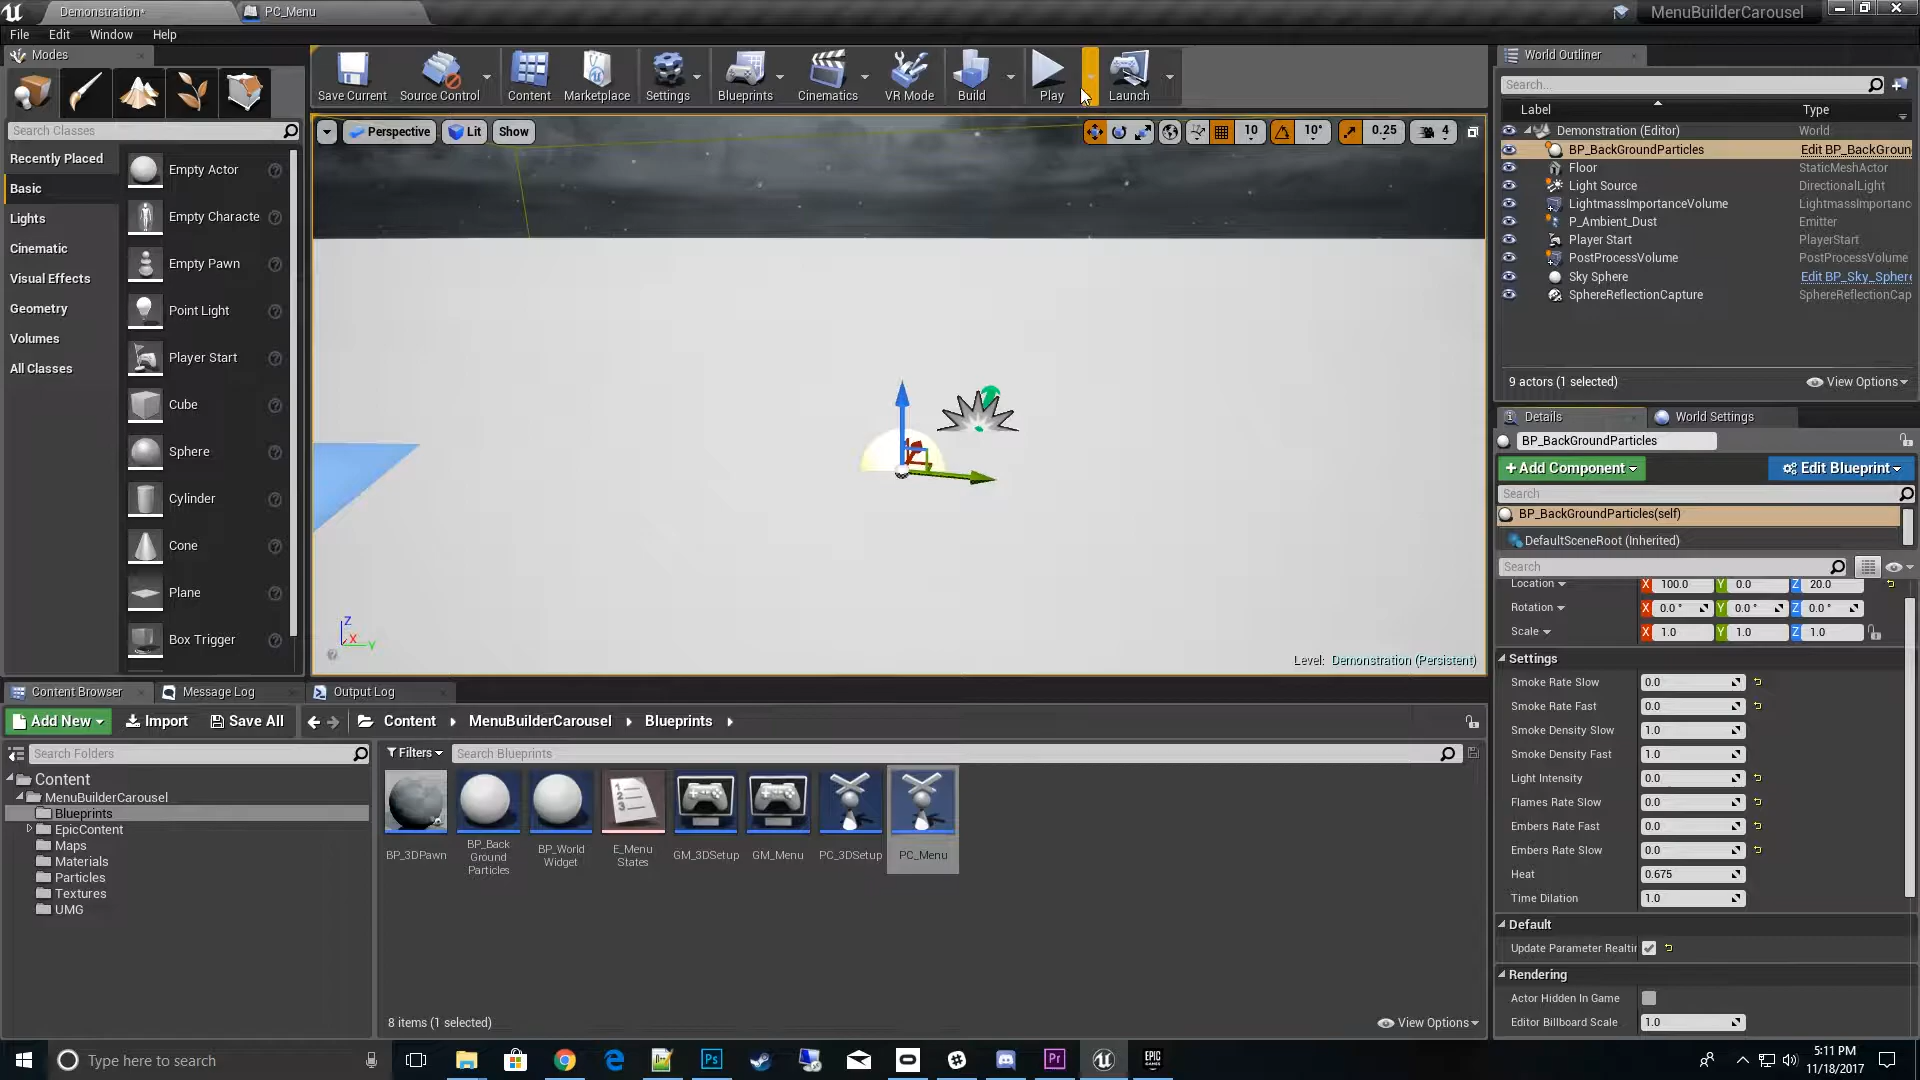 Demonstration*
PC_Menu
MenuBuilderCarousel
File
Edit
Window
Help
Modes
Save Current
Source Control
Content
Marketplace
Settings
Blueprints
Cinematics
VR Mode
Build
Play
Launch
Search Classes
Recently Placed
Basic
Lights
Cinematic
Visual Effects
Geometry
Volumes
All Classes
Empty Actor
Empty Characte
Empty Pawn
Point Light
Player Start
Cube
Sphere
Cylinder
Cone
Plane
Box Trigger
Perspective
Lit
Show
10
10°
0.25
4
Z
X
Y
Level: Demonstration (Persistent)
World Outliner
Search...
Label
Type
Demonstration (Editor)
World
BP_BackGroundParticles
Edit BP_BackGroun
Floor
StaticMeshActor
Light Source
DirectionalLight
LightmassImportanceVolume
LightmassImportanc
P_Ambient_Dust
Emitter
Player Start
PlayerStart
PostProcessVolume
PostProcessVolume
Sky Sphere
Edit BP_Sky_Sphere
SphereReflectionCapture
SphereReflectionCap
9 actors (1 selected)
View Options
Details
World Settings
BP_BackGroundParticles
+Add Component
Edit Blueprint
Search
BP_BackGroundParticles(self)
DefaultSceneRoot (Inherited)
Search
Location
X 100.0 Y 0.0 Z 20.0
Rotation
X 0.0 ° Y 0.0 ° Z 0.0 °
Scale
X 1.0 Y 1.0 Z 1.0
Settings
Smoke Rate Slow
0.0
Smoke Rate Fast
0.0
Smoke Density Slow
1.0
Smoke Density Fast
1.0
Light Intensity
0.0
Flames Rate Slow
0.0
Embers Rate Fast
0.0
Embers Rate Slow
0.0
Heat
0.675
Time Dilation
1.0
Default
Update Parameter Realtir
Rendering
Actor Hidden In Game
Editor Billboard Scale
1.0
Content Browser
Message Log
Output Log
Add New
Import
Save All
Content
MenuBuilderCarousel
Blueprints
Search Folders
Filters
Search Blueprints
Content
MenuBuilderCarousel
Blueprints
EpicContent
Maps
Materials
Particles
Textures
UMG
BP_3DPawn
BP_Back
Ground
Particles
BP_World
Widget
E_Menu
States
GM_3DSetup
GM_Menu
PC_3DSetup
PC_Menu
8 items (1 selected)
View Options
Type here to search
Ps
Pr
EPIC
GAMES
5:11 PM
11/18/2017